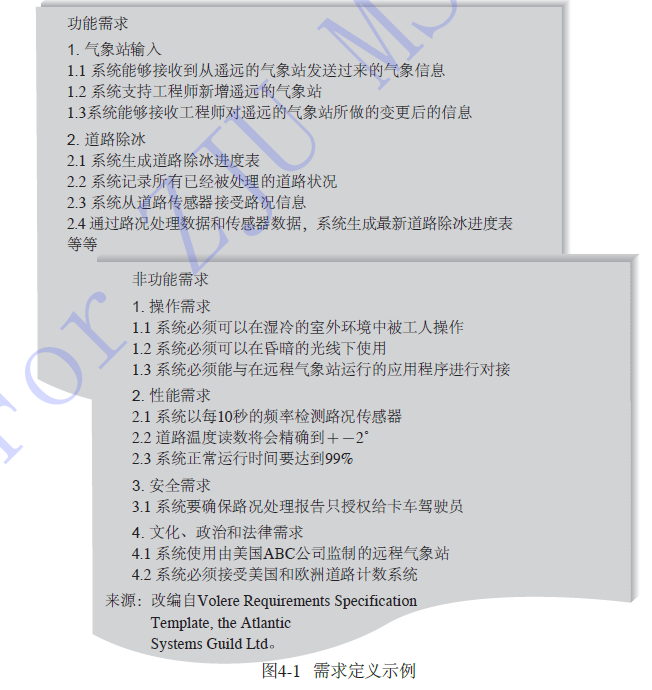 功能需求
1. 气象站输入
1.1 系统能够接收到从遥远的气象站发送过来的气象信息
1.2 系统支持工程师新增遥远的气象站
1.3系统能够接收工程师对遥远的气象站所做的变更后的信息
2. 道路除冰
2.1 系统生成道路除冰进度表
2.2 系统记录所有已经被处理的道路状况
2.3 系统从道路传感器接受路况信息
2.4 通过路况处理数据和传感器数据，系统生成最新道路除冰进度表
等等
非功能需求
1. 操作需求
1.1 系统必须可以在湿冷的室外环境中被工人操作
1.2 系统必须可以在昏暗的光线下使用
1.3 系统必须能与在远程气象站运行的应用程序进行对接
2. 性能需求
2.1 系统以每10秒的频率检测路况传感器
2.2 道路温度读数将会精确到＋－2°
2.3 系统正常运行时间要达到99%
3. 安全需求
3.1 系统要确保路况处理报告只授权给卡车驾驶员
4. 文化、政治和法律需求
4.1 系统使用由美国ABC公司监制的远程气象站
4.2 系统必须接受美国和欧洲道路计数系统
来源：改编自Volere Requirements Specification
Template, the Atlantic
Systems Guild Ltd。
图4-1 需求定义示例
for ZJU MS